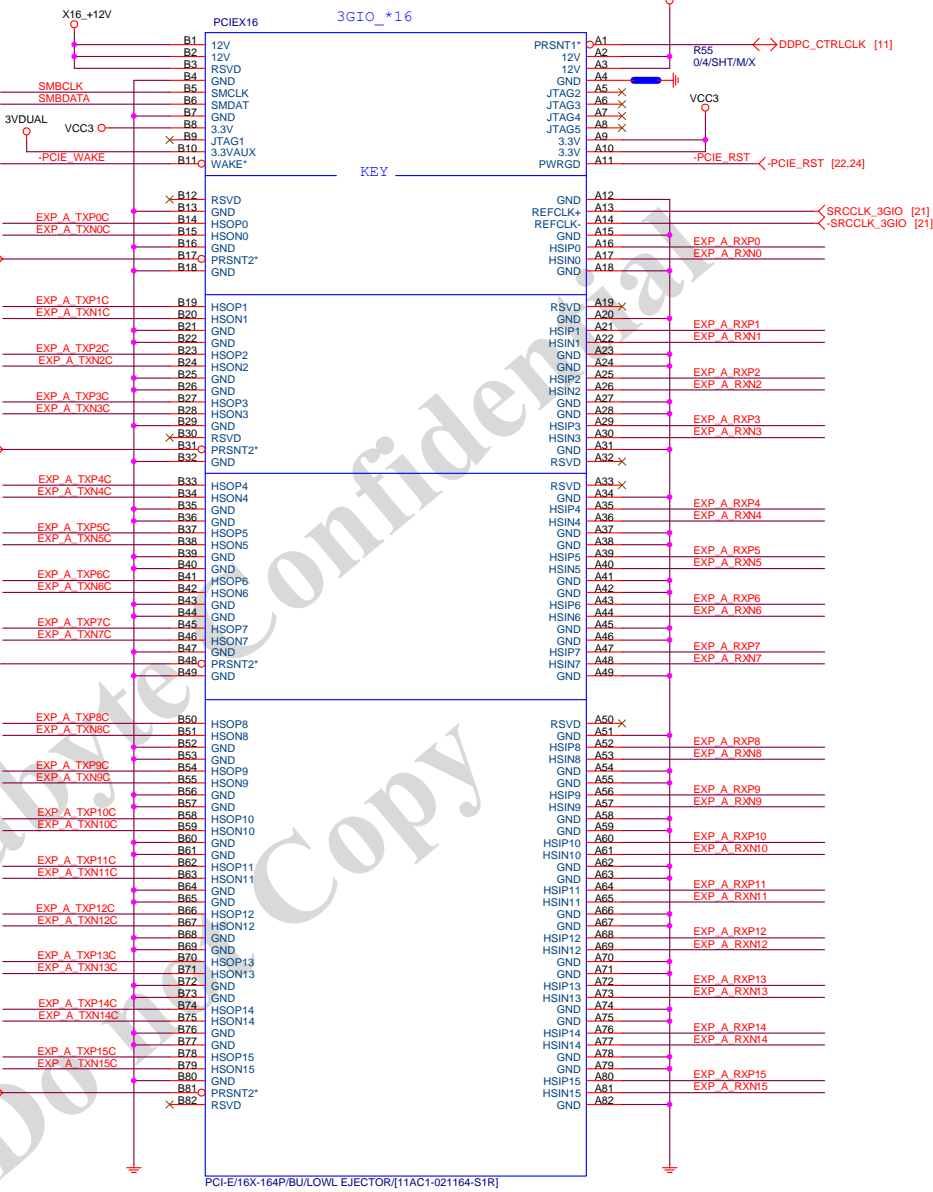 X16_+12V
PCIEX16
3GIO_*16
B1 12V PRSNT1* A1 DDPC_CTRLCLK [11]
B2 12V 12V A2 R55
B3 RSVD 12V A3 0/4/SHT/M/X
B4 GND GND A4
SMBCLK B5 SMCLK JTAG2 A5
SMBDATA B6 SMDAT JTAG3 A6 VCC3
3VDUAL B7 GND JTAG4 A7
VCC3 B8 3.3V JTAG5 A8
B9 JTAG1 3.3V A9
B10 3.3VAUX 3.3V A10
-PCIE_WAKE B11 WAKE* PWRGD A11 -PCIE_RST -PCIE_RST [22,24]
KEY
B12 RSVD GND A12
B13 GND REFCLK+ A13 SRCCLK_3GIO [21]
EXP_A_TXP0C B14 HSOP0 REFCLK- A14 -SRCCLK_3GIO [21]
EXP_A_TXN0C B15 HSON0 GND A15
B16 GND HSIP0 A16 EXP_A_RXP0
B17 PRSNT2* HSIN0 A17 EXP_A_RXN0
B18 GND GND A18
EXP_A_TXP1C B19 HSOP1 RSVD A19
EXP_A_TXN1C B20 HSON1 GND A20
B21 GND HSIP1 A21 EXP_A_RXP1
B22 GND HSIN1 A22 EXP_A_RXN1
EXP_A_TXP2C B23 HSOP2 GND A23
EXP_A_TXN2C B24 HSON2 GND A24
B25 GND HSIP2 A25 EXP_A_RXP2
B26 GND HSIN2 A26 EXP_A_RXN2
EXP_A_TXP3C B27 HSOP3 GND A27
EXP_A_TXN3C B28 HSON3 GND A28
B29 GND HSIP3 A29 EXP_A_RXP3
B30 RSVD HSIN3 A30 EXP_A_RXN3
B31 PRSNT2* GND A31
B32 GND RSVD A32
EXP_A_TXP4C B33 HSOP4 RSVD A33
EXP_A_TXN4C B34 HSON4 GND A34
B35 GND HSIP4 A35 EXP_A_RXP4
B36 GND HSIN4 A36 EXP_A_RXN4
EXP_A_TXP5C B37 HSOP5 GND A37
EXP_A_TXN5C B38 HSON5 GND A38
B39 GND HSIP5 A39 EXP_A_RXP5
B40 GND HSIN5 A40 EXP_A_RXN5
EXP_A_TXP6C B41 HSOP6 GND A41
EXP_A_TXN6C B42 HSON6 GND A42
B43 GND HSIP6 A43 EXP_A_RXP6
B44 GND HSIN6 A44 EXP_A_RXN6
EXP_A_TXP7C B45 HSOP7 GND A45
EXP_A_TXN7C B46 HSON7 GND A46
B47 GND HSIP7 A47 EXP_A_RXP7
B48 PRSNT2* HSIN7 A48 EXP_A_RXN7
B49 GND GND A49
EXP_A_TXP8C B50 HSOP8 RSVD A50
EXP_A_TXN8C B51 HSON8 GND A51
B52 GND HSIP8 A52 EXP_A_RXP8
B53 GND HSIN8 A53 EXP_A_RXN8
EXP_A_TXP9C B54 HSOP9 GND A54
EXP_A_TXN9C B55 HSON9 GND A55
B56 GND HSIP9 A56 EXP_A_RXP9
B57 GND HSIN9 A57 EXP_A_RXN9
EXP_A_TXP10C B58 HSOP10 GND A58
EXP_A_TXN10C B59 HSON10 GND A59
B60 GND HSIP10 A60 EXP_A_RXP10
B61 GND HSIN10 A61 EXP_A_RXN10
EXP_A_TXP11C B62 HSOP11 GND A62
EXP_A_TXN11C B63 HSON11 GND A63
B64 GND HSIP11 A64 EXP_A_RXP11
B65 GND HSIN11 A65 EXP_A_RXN11
EXP_A_TXP12C B66 HSOP12 GND A66
EXP_A_TXN12C B67 HSON12 GND A67
B68 GND HSIP12 A68 EXP_A_RXP12
B69 GND HSIN12 A69 EXP_A_RXN12
EXP_A_TXP13C B70 HSOP13 GND A70
EXP_A_TXN13C B71 HSON13 GND A71
B72 GND HSIP13 A72 EXP_A_RXP13
B73 GND HSIN13 A73 EXP_A_RXN13
EXP_A_TXP14C B74 HSOP14 GND A74
EXP_A_TXN14C B75 HSON14 GND A75
B76 GND HSIP14 A76 EXP_A_RXP14
B77 GND HSIN14 A77 EXP_A_RXN14
EXP_A_TXP15C B78 HSOP15 GND A78
EXP_A_TXN15C B79 HSON15 GND A79
B80 GND HSIP15 A80 EXP_A_RXP15
B81 PRSNT2* HSIN15 A81 EXP_A_RXN15
B82 RSVD GND A82
PCI-E/16X-164P/BU/LOWL EJECTOR/[11AC1-021164-S1R]
abyte Confidential
Do not Copy